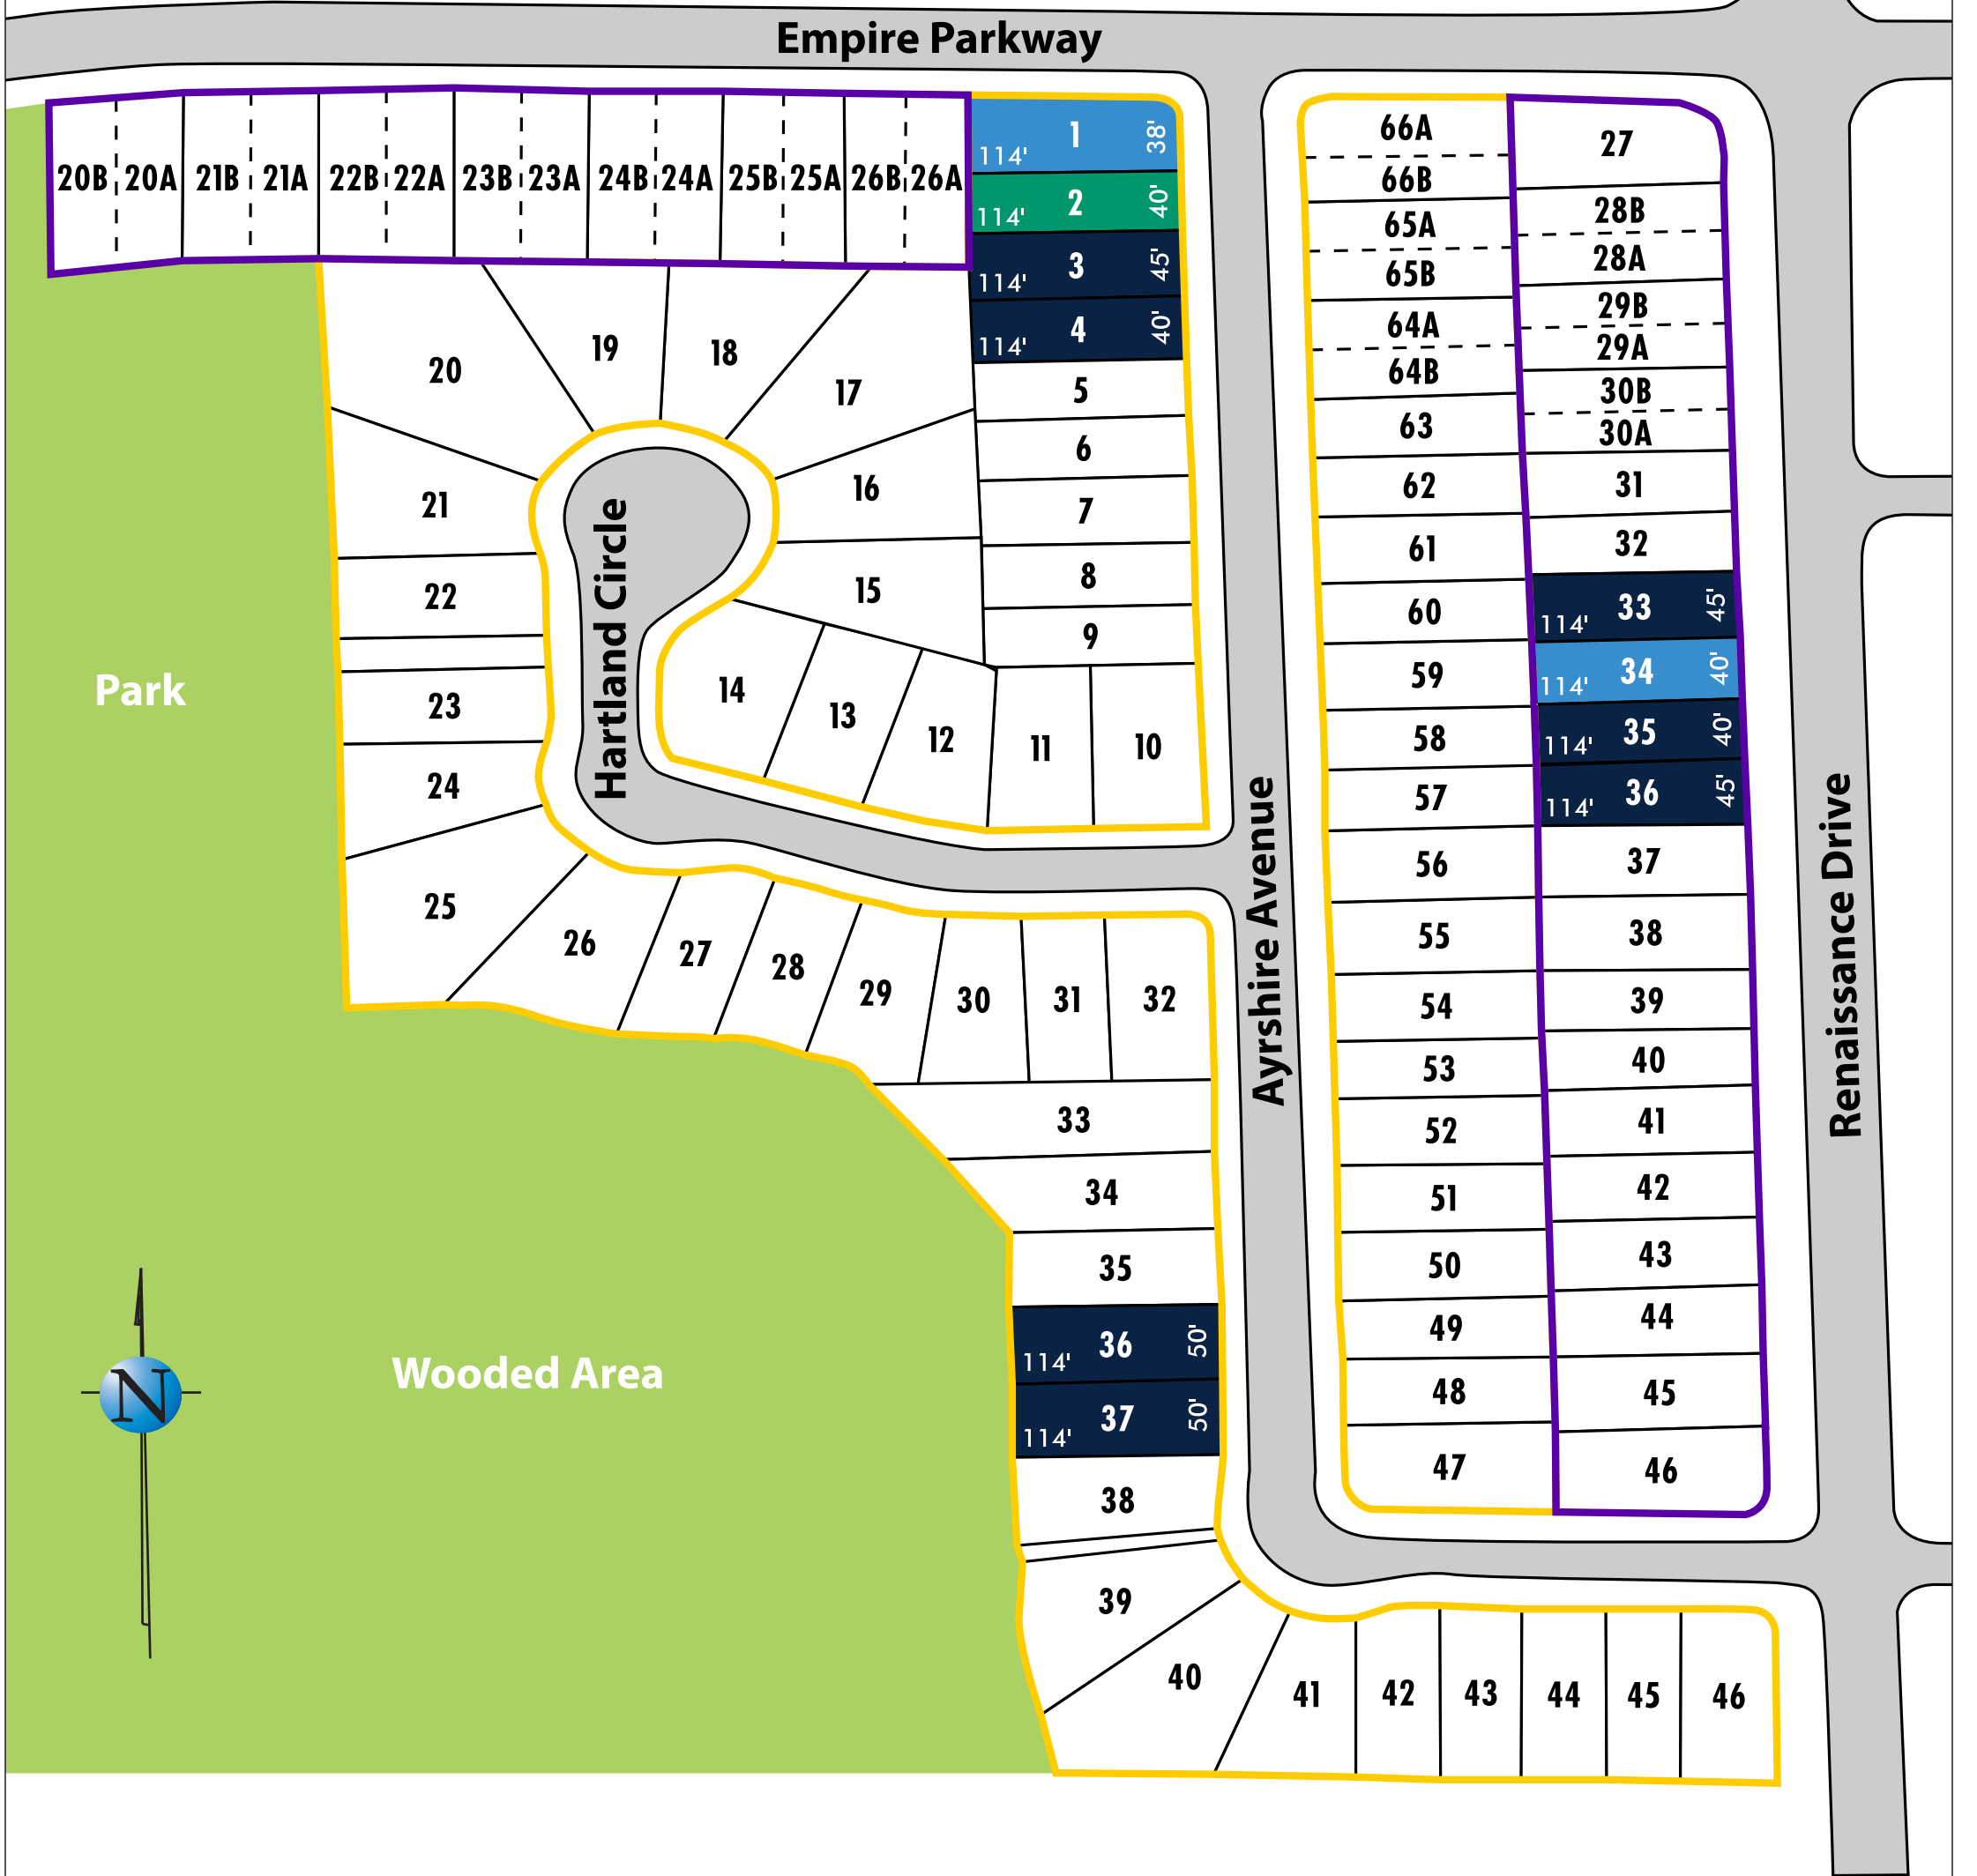 Empire Parkway
20B 20A 21B 21A 22B 22A 23B 23A 24B 24A 25B 25A 26B 26A
1 114' 38'
2 114' 40'
3 114' 45'
4 114' 40'
5
6
7
8
9
10
11
12
13
14
15
16
17
18
19
20
21
22
23
24
25
26
27
28
29
30
31
32
33
34
35
36 114' 50'
37 114' 50'
38
39
40
41
42
43
44
45
46
Hartland Circle
Park
Wooded Area
N
Ayrshire Avenue
66A
66B
65A
65B
64A
64B
63
62
61
60
59
58
57
56
55
54
53
52
51
50
49
48
47
27
28B
28A
29B
29A
30B
30A
31
32
33 114' 45'
34 114' 40'
35 114' 40'
36 114' 45'
37
38
39
40
41
42
43
44
45
46
Renaissance Drive